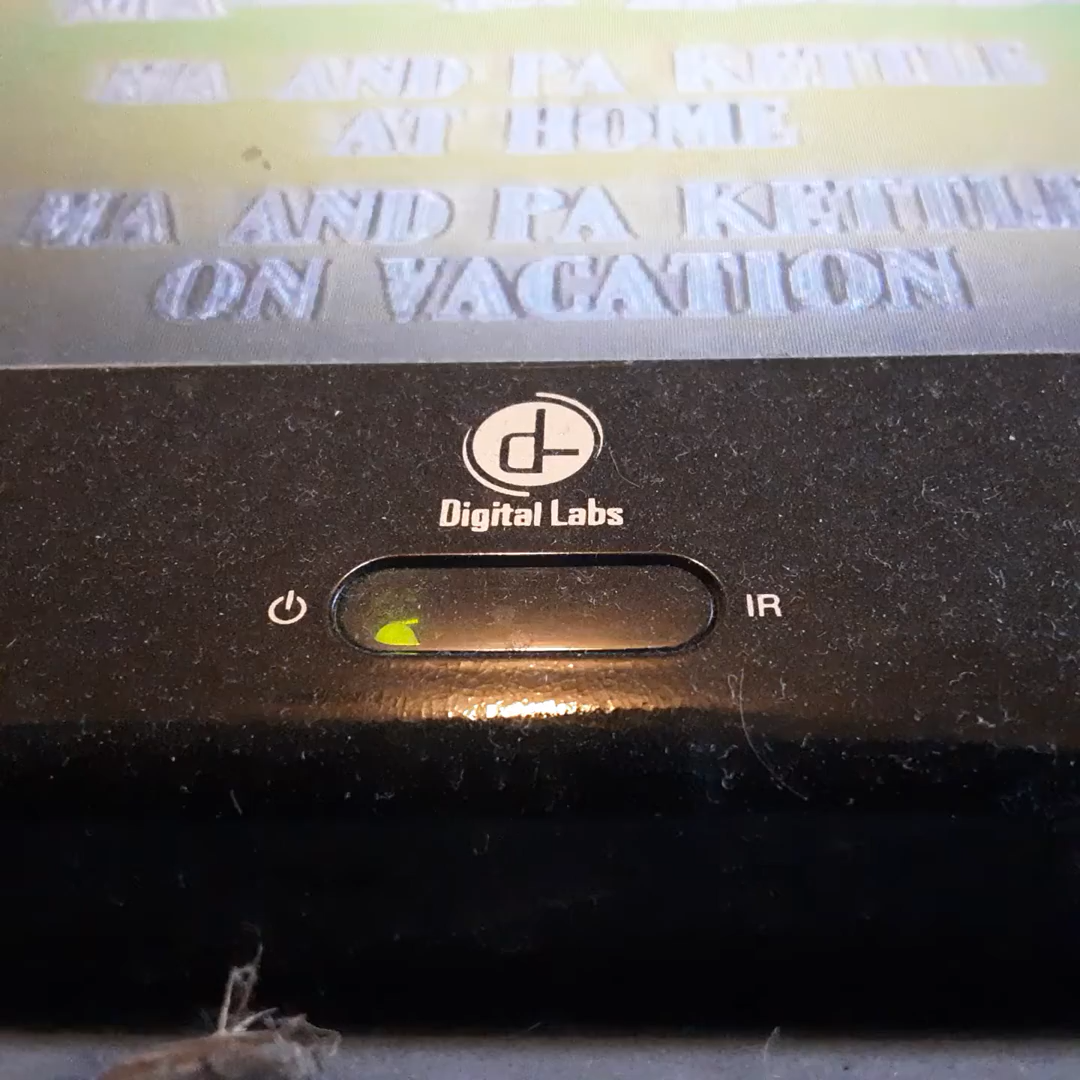 MA AND PA KETTLE
AT HOME
MA AND PA KETTLE
ON VACATION
d
Digital Labs
IR